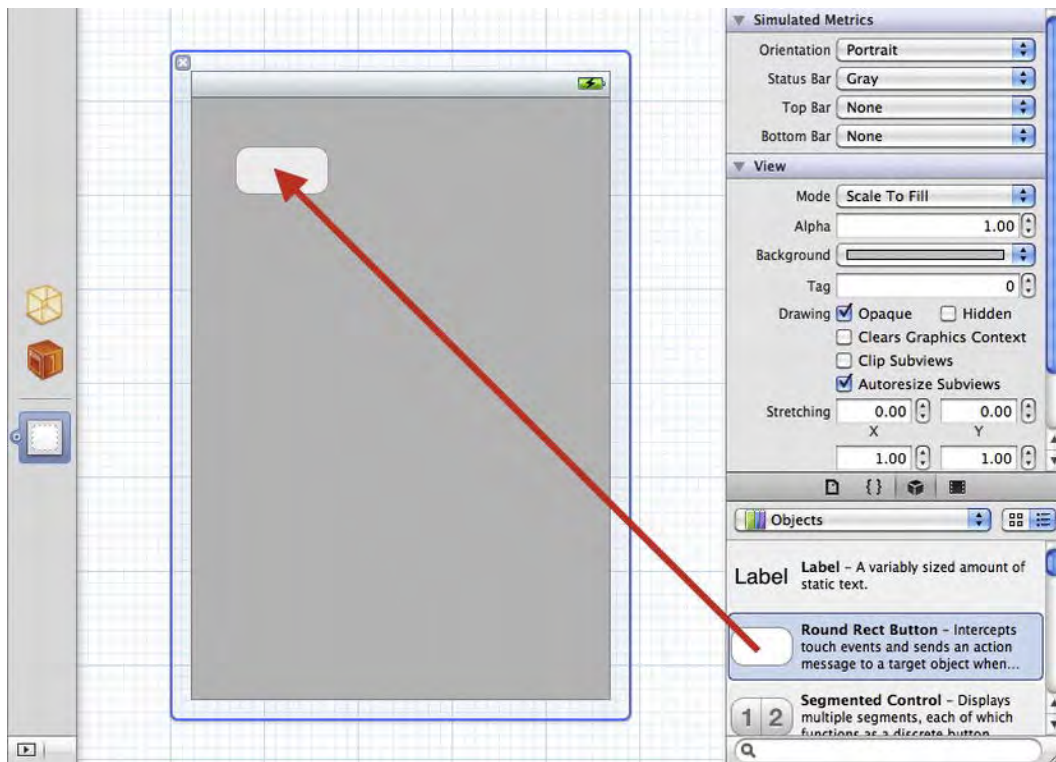 Simulated Metrics
Orientation Portrait
Status Bar Gray
Top Bar None
Bottom Bar None
View
Mode Scale To Fill
Alpha 1.00
Background
Tag 0
Drawing Opaque Hidden
Clears Graphics Context
Clip Subviews
Autoresize Subviews
Stretching 0.00 0.00
X Y
1.00 1.00
{}
Objects
Label
Label – A variably sized amount of
static text.
Round Rect Button – Intercepts
touch events and sends an action
message to a target object when...
1 2
Segmented Control – Displays
multiple segments, each of which
functions as a discrete button